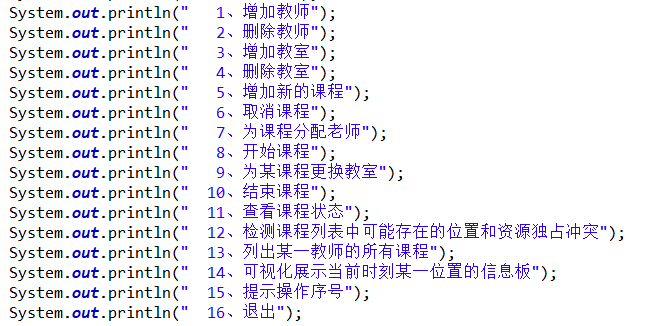 System.out.println("   1、增加教师");
System.out.println("   2、删除教师");
System.out.println("   3、增加教室");
System.out.println("   4、删除教室");
System.out.println("   5、增加新的课程");
System.out.println("   6、取消课程");
System.out.println("   7、为课程分配老师");
System.out.println("   8、开始课程");
System.out.println("   9、为某课程更换教室");
System.out.println("  10、结束课程");
System.out.println("  11、查看课程状态");
System.out.println("  12、检测课程列表中可能存在的位置和资源独占冲突");
System.out.println("  13、列出某一教师的所有课程");
System.out.println("  14、可视化展示当前时刻某一位置的信息板");
System.out.println("  15、提示操作序号");
System.out.println("  16、退出");